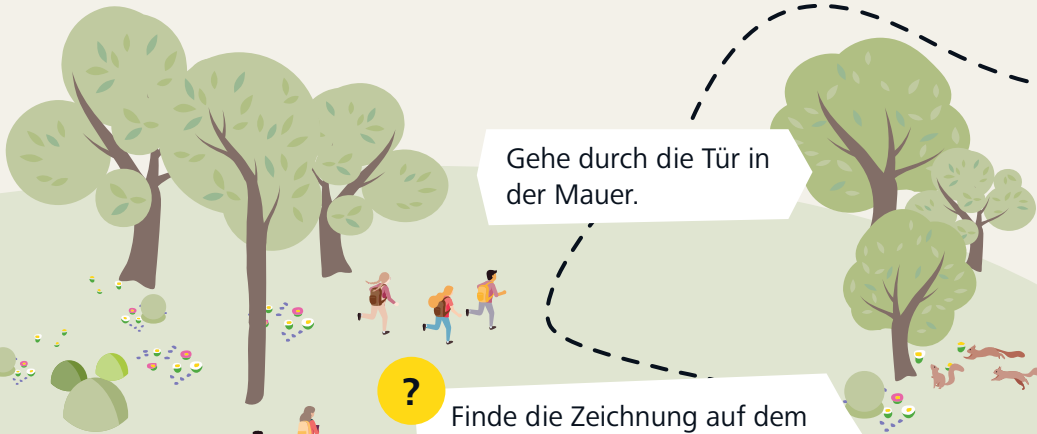 Gehe durch die Tür in
der Mauer.
?
Finde die Zeichnung auf dem